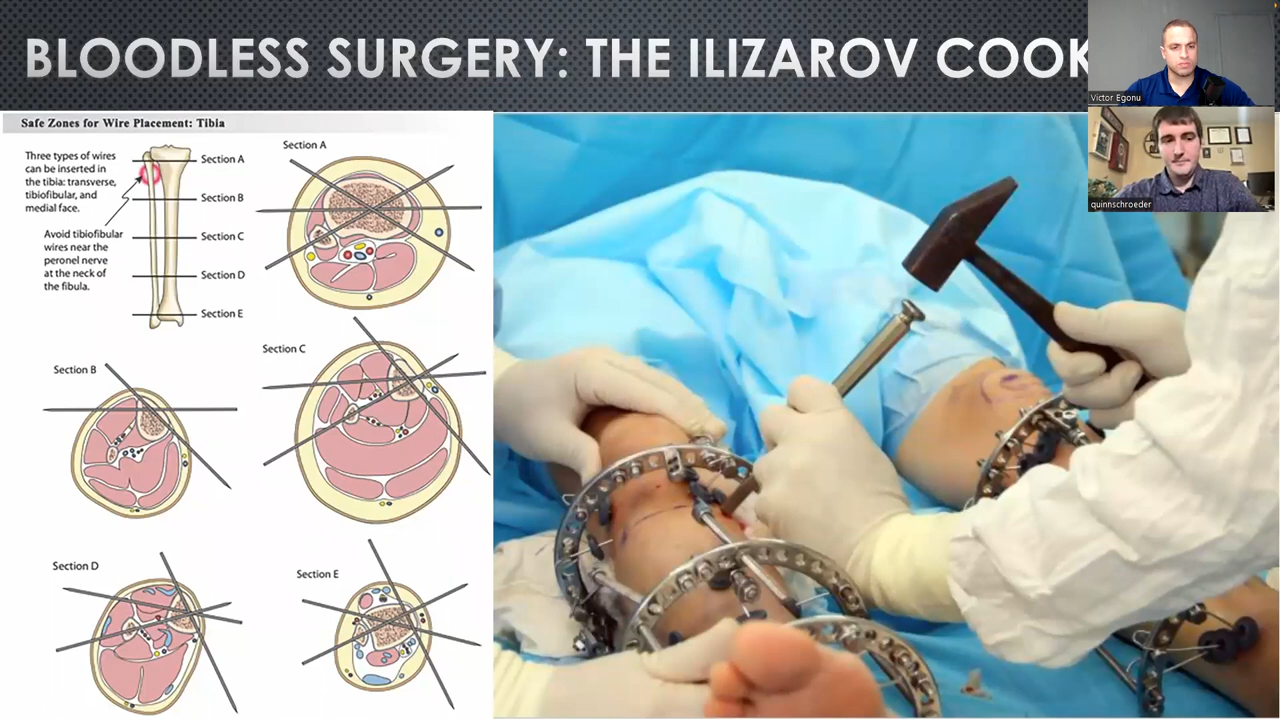 BLOODLESS SURGERY: THE ILIZAROV COOK
Victor Egonu
quinnschroeder
Safe Zones for Wire Placement: Tibia
Three types of wires
can be inserted in
the tibia: transverse,
tibiofibular, and
medial face.
Avoid tibiofibular
wires near the
peronel nerve
at the neck of
the fibula.
Section A
Section B
Section C
Section D
Section E
Section A
Section B
Section C
Section D
Section E